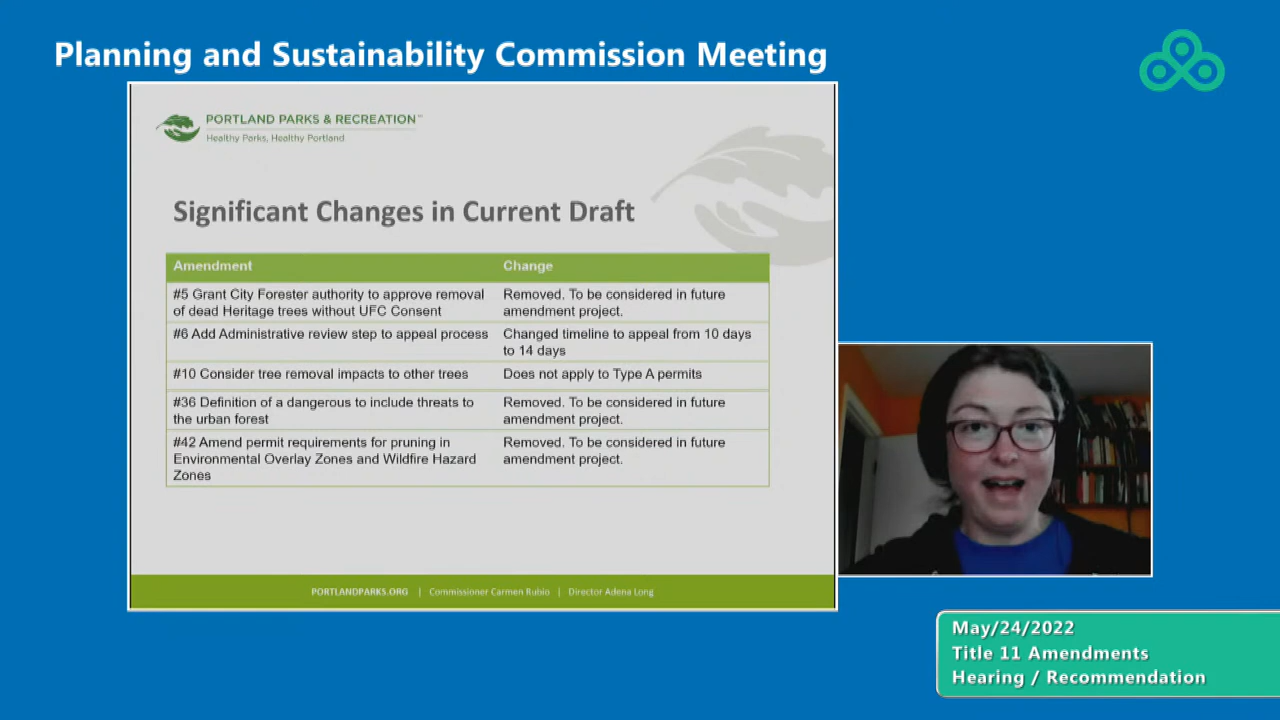 Planning and Sustainability Commission Meeting
PORTLAND PARKS & RECREATION™
Healthy Parks, Healthy Portland
Significant Changes in Current Draft
Amendment Change
#5 Grant City Forester authority to approve removal Removed. To be considered in future
of dead Heritage trees without UFC Consent amendment project.
#6 Add Administrative review step to appeal process Changed timeline to appeal from 10 days
to 14 days
#10 Consider tree removal impacts to other trees Does not apply to Type A permits
#36 Definition of a dangerous to include threats to Removed. To be considered in future
the urban forest amendment project.
#42 Amend permit requirements for pruning in Removed. To be considered in future
Environmental Overlay Zones and Wildfire Hazard amendment project.
Zones
PORTLANDPARKS.ORG | Commissioner Carmen Rubio | Director Adena Long
May/24/2022
Title 11 Amendments
Hearing / Recommendation